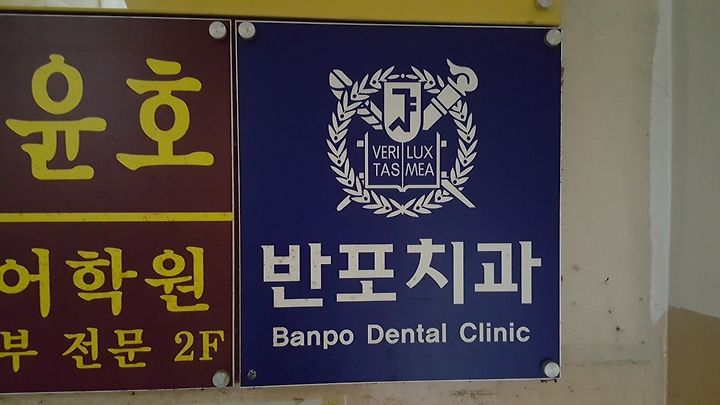 윤호
어학원
부 전문 2F
VERI LUX
TAS MEA
반포치과
Banpo Dental Clinic